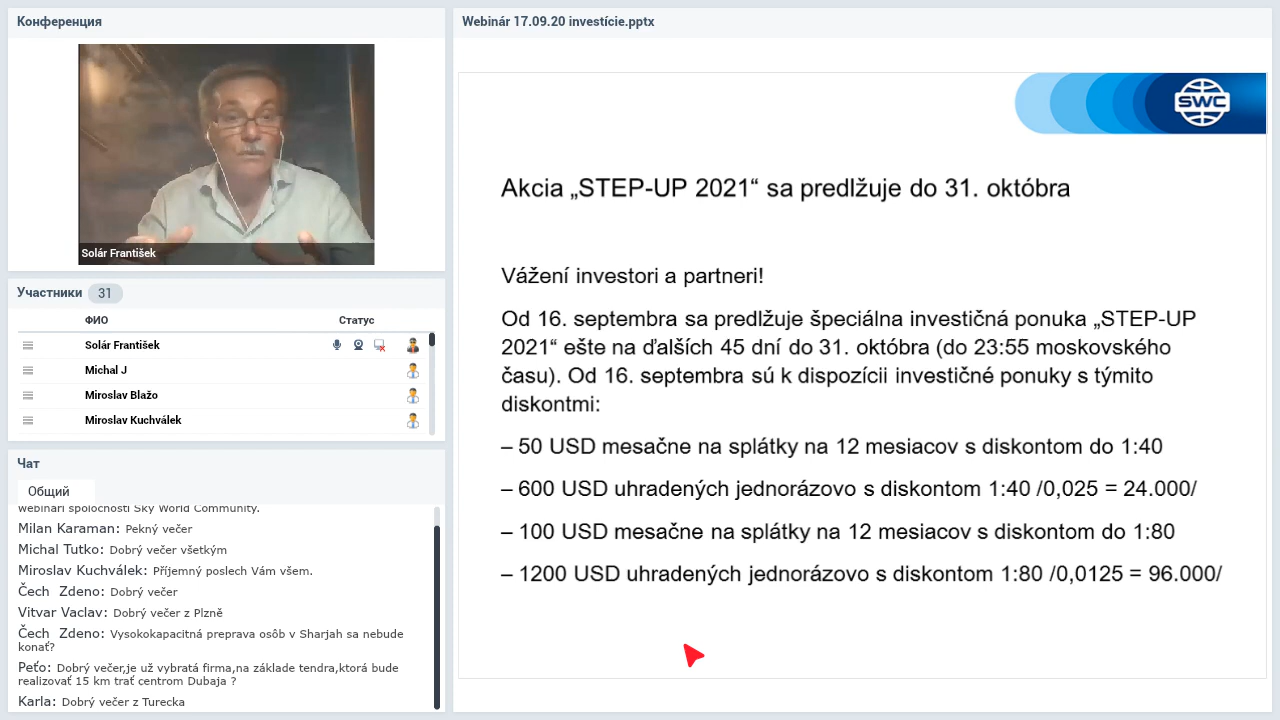 Конференция
Solár František
Участники 31
ФИО Статус
Solár František
Michal J
Miroslav Blažo
Miroslav Kuchválek
Чат
Общий
webinári spoločnosti Sky World Community.
Milan Karaman: Pekný večer
Michal Tutko: Dobrý večer všetkým
Miroslav Kuchválek: Příjemný poslech Vám všem.
Čech Zdeno: Dobrý večer
Vitvar Vaclav: Dobrý večer z Plzně
Čech Zdeno: Vysokokapacitná preprava osôb v Sharjah sa nebude
konať?
Peťo: Dobrý večer,je už vybratá firma,na základe tendra,ktorá bude
realizovať 15 km trať centrom Dubaja ?
Karla: Dobrý večer z Turecka
Webinár 17.09.20 investície.pptx
SWC
Akcia „STEP-UP 2021“ sa predlžuje do 31. októbra
Vážení investori a partneri!
Od 16. septembra sa predlžuje špeciálna investičná ponuka „STEP-UP
2021“ ešte na ďalších 45 dní do 31. októbra (do 23:55 moskovského
času). Od 16. septembra sú k dispozícii investičné ponuky s týmito
diskontmi:
– 50 USD mesačne na splátky na 12 mesiacov s diskontom do 1:40
– 600 USD uhradených jednorázovo s diskontom 1:40 /0,025 = 24.000/
– 100 USD mesačne na splátky na 12 mesiacov s diskontom do 1:80
– 1200 USD uhradených jednorázovo s diskontom 1:80 /0,0125 = 96.000/